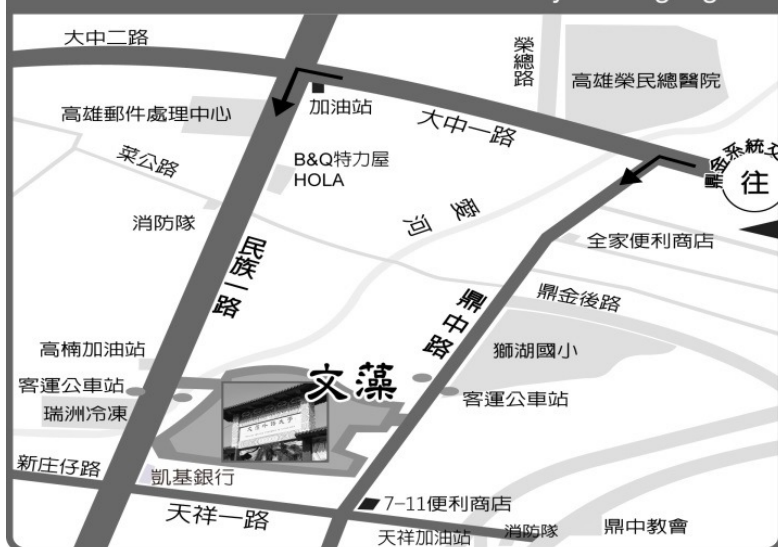 大中二路
榮總路
高雄榮民總醫院
加油站
高雄郵件處理中心
大中一路
菜公路
B&Q特力屋
HOLA
鼎金系統交
往
愛河
消防隊
全家便利商店
民族一路
鼎金後路
鼎中路
獅湖國小
高楠加油站
文藻
客運公車站
瑞洲冷凍
客運公車站
新庄仔路
凱基銀行
天祥一路
7-11便利商店
天祥加油站
消防隊
鼎中教會